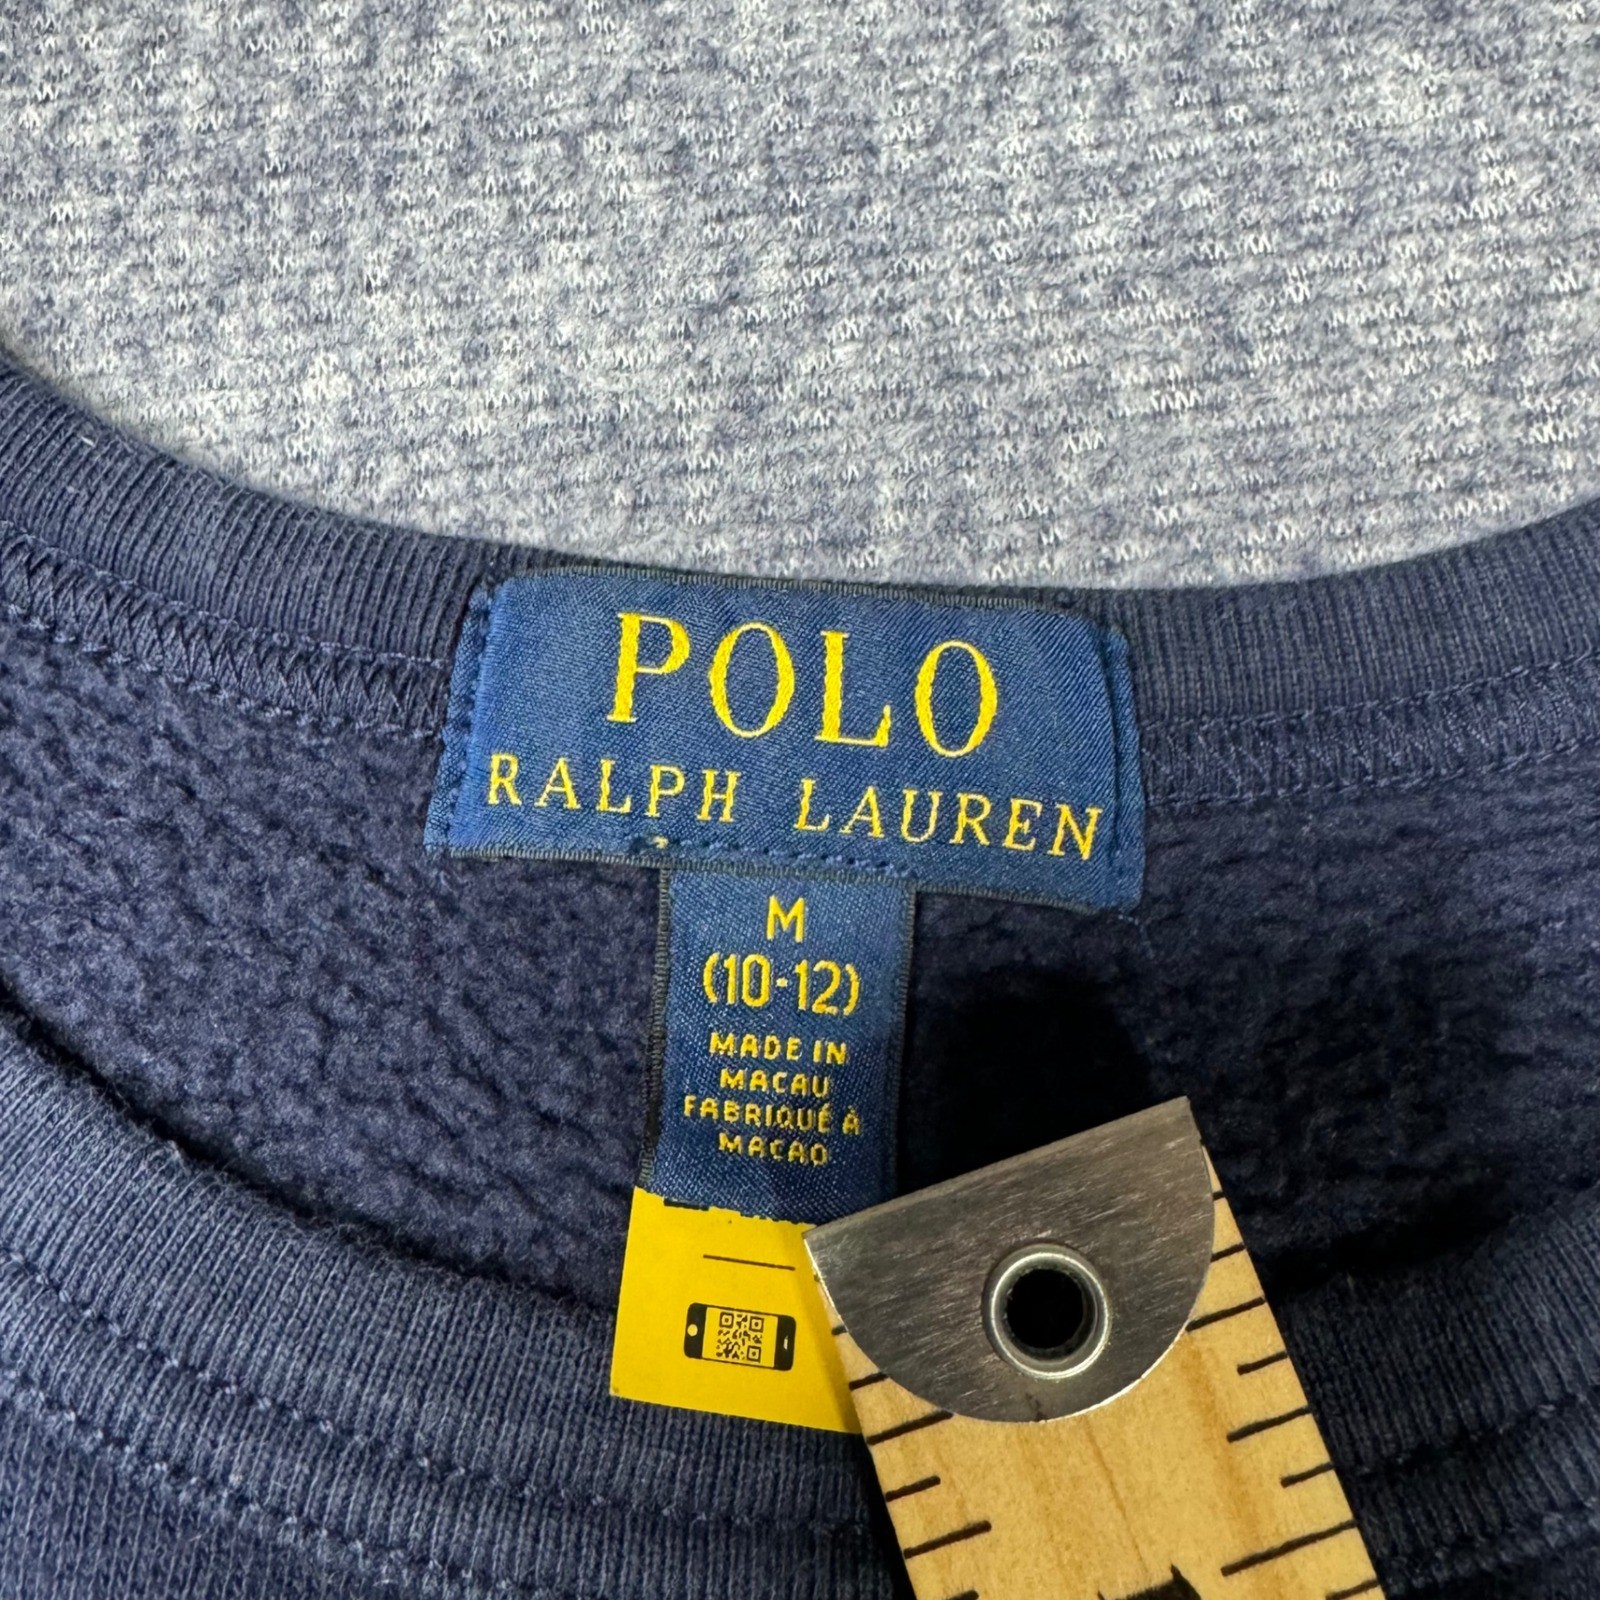 POLO
RALPH LAUREN
M
(10-12)
MADE IN
MACAU
FABRIQUÉ À
MACAO